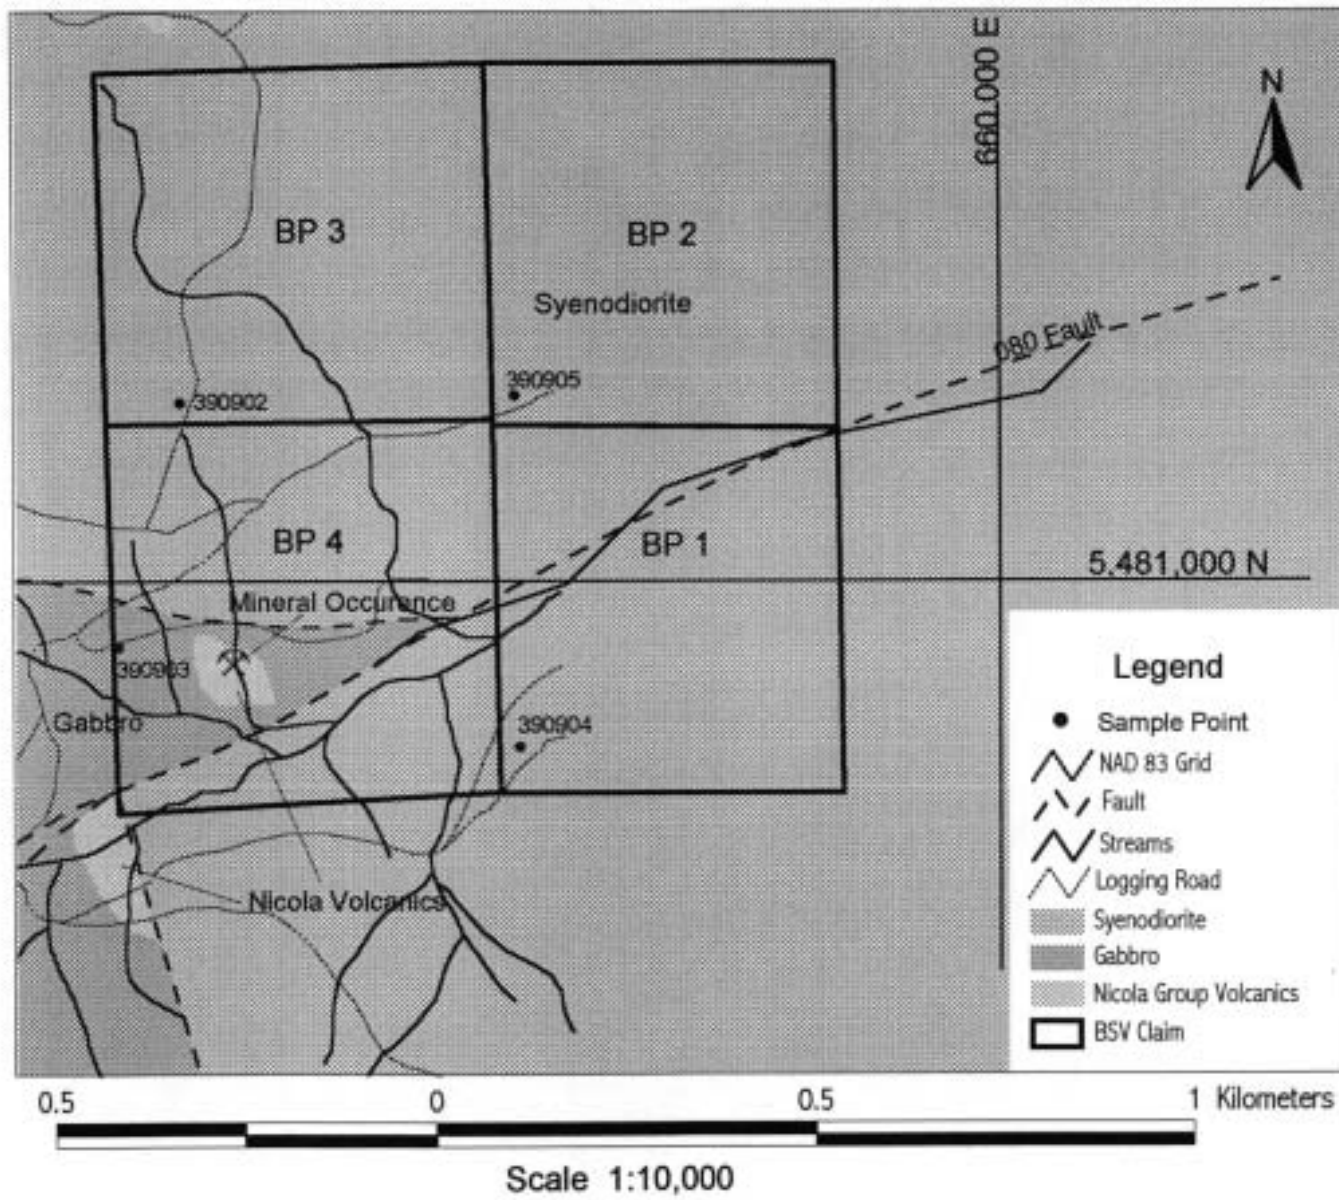 660.000 E
N
BP 3
BP 2
Syenodiorite
080 Fault
390905
390902
BP 4
BP 1
5,481,000 N
Mineral Occurence
390903
Gabbro
390904
Nicola Volcanics
Legend
Sample Point
NAD 83 Grid
Fault
Streams
Logging Road
Syenodiorite
Gabbro
Nicola Group Volcanics
BSV Claim
0.5 0 0.5 1 Kilometers
Scale 1:10,000